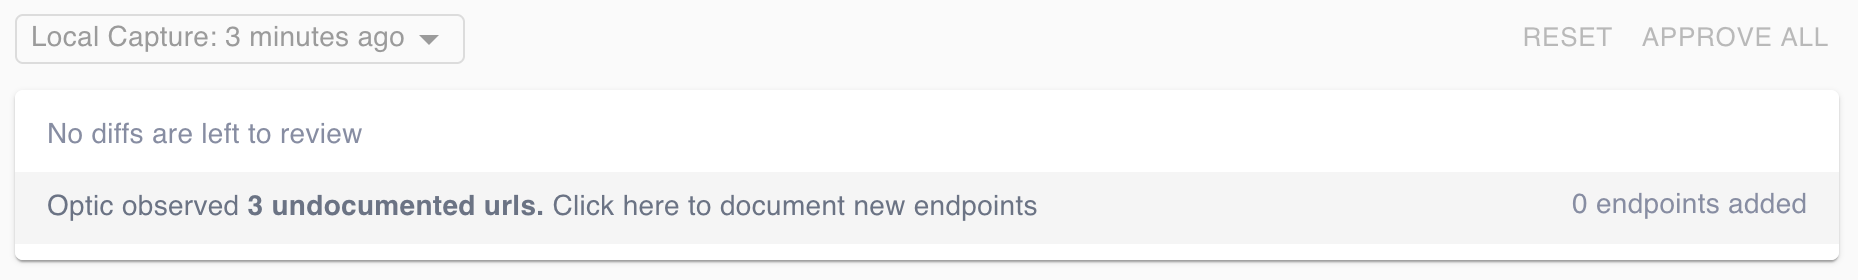 Local Capture: 3 minutes ago
RESET
APPROVE ALL
No diffs are left to review
Optic observed 3 undocumented urls. Click here to document new endpoints
0 endpoints added